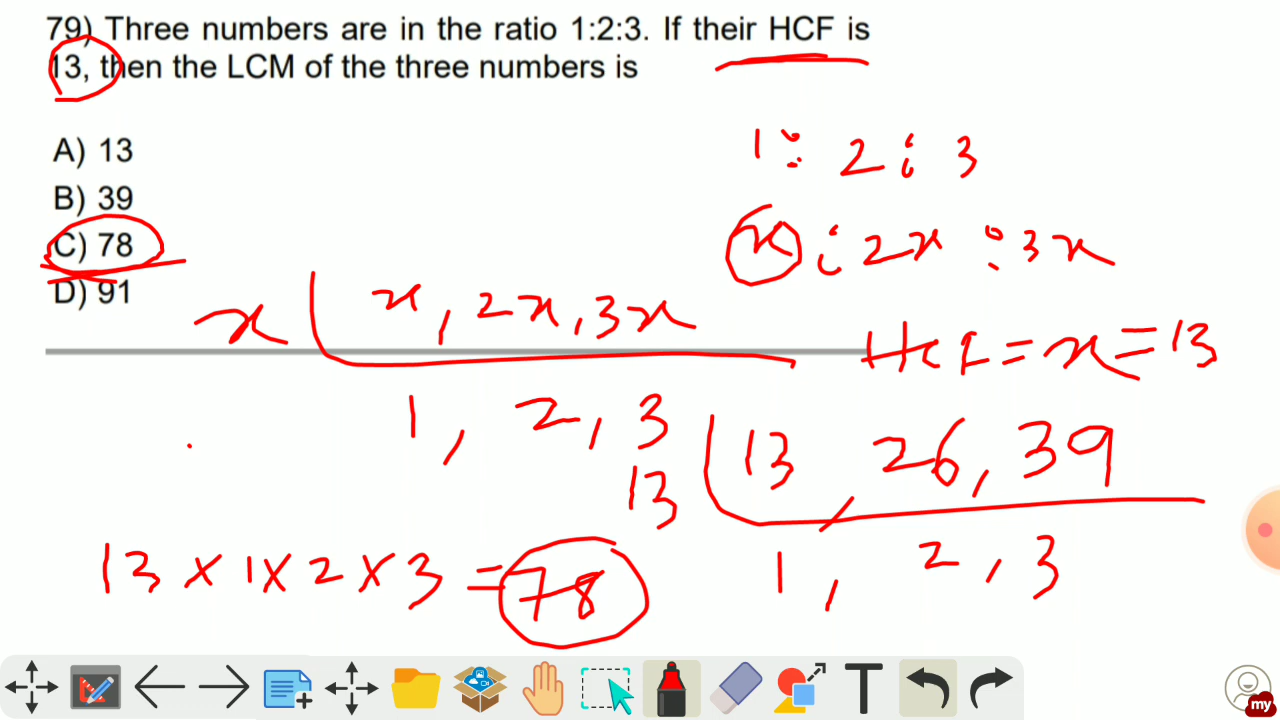 79) Three numbers are in the ratio 1:2:3. If their HCF is
13, then the LCM of the three numbers is
A) 13
B) 39
C) 78
D) 91
1 : 2 : 3
x : 2x : 3x
x | x, 2x, 3x
HCF = x = 13
1, 2, 3
13 | 13, 26, 39
1, 2, 3
13 × 1 × 2 × 3 = 78
T
my